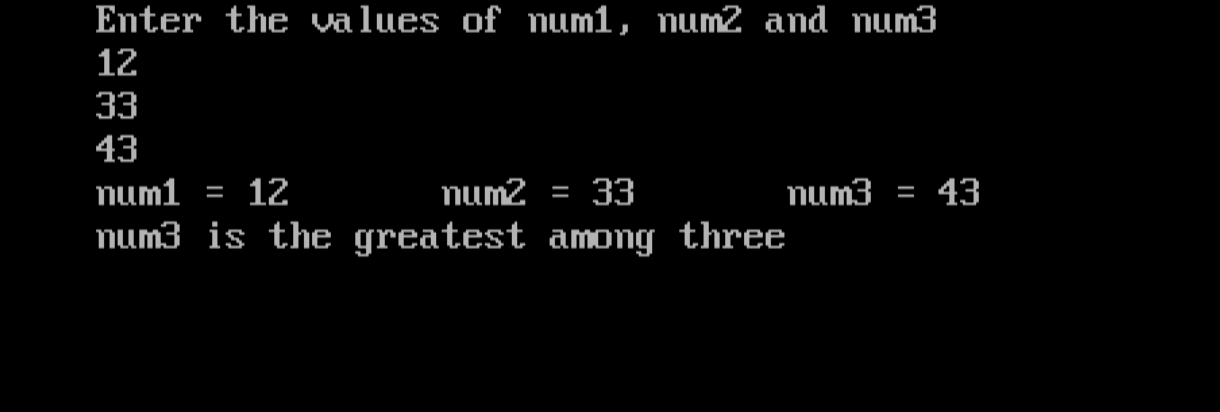 Enter the values of num1, num2 and num3
12
33
43
num1 = 12 num2 = 33 num3 = 43
num3 is the greatest among three